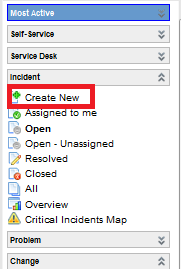 Most Active
Self-Service
Service Desk
Incident
Create New
Assigned to me
Open
Open - Unassigned
Resolved
Closed
All
Overview
Critical Incidents Map
Problem
Change